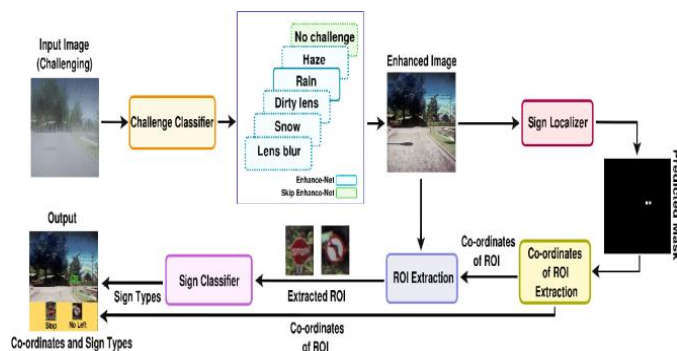 Input Image
(Challenging)
Challenge Classifier
No challenge
Haze
Rain
Dirty lens
Snow
Lens blur
Enhance-Net
Skip Enhance-Net
Enhanced Image
Sign Localizer
Predicted Mask
Co-ordinates
of ROI
Extraction
Co-ordinates
of ROI
ROI Extraction
Extracted ROI
Sign Classifier
Sign Types
Output
Stop
No Left
Co-ordinates and Sign Types
Co-ordinates
of ROI